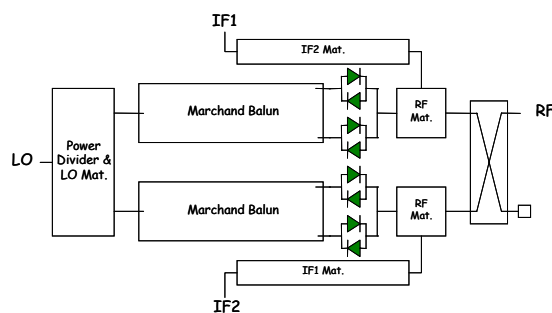 IF1
IF2 Mat.
Marchand Balun
RF
Mat.
RF
Power
Divider &
LO Mat.
LO
Marchand Balun
RF
Mat.
IF1 Mat.
IF2